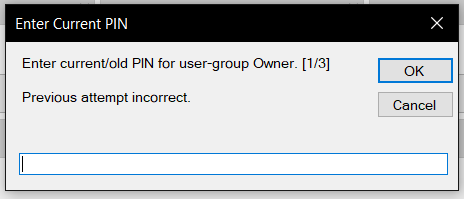 Enter Current PIN
Enter current/old PIN for user-group Owner. [1/3]
OK
Previous attempt incorrect.
Cancel